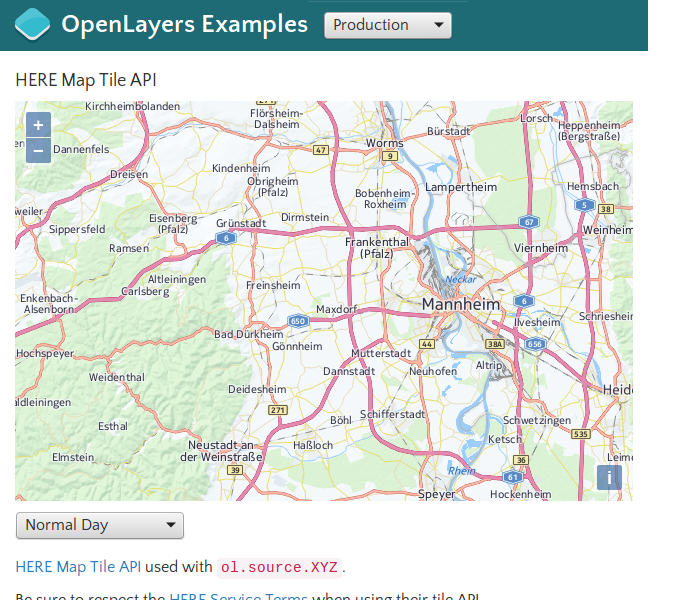 OpenLayers Examples
Production
HERE Map Tile API
Kirchheimbolanden
Flörsheim-
Dalsheim
Lorsch
Heppenheim
(Bergstraße)
Bürstadt
Worms
47
9
Dannenfels
Dreisen
Kindenheim
Obrigheim
(Pfalz)
Bobenheim-
Roxheim
Lampertheim
Hemsbach
5
38
Sippersfeld
Eisenberg
(Pfalz)
Grünstadt
Dirmstein
67
Weinheim
6
Frankenthal
(Pfalz)
Viernheim
Ramsen
Altleiningen
Carlsberg
Freinsheim
Neckar
Enkenbach-
Alsenborn
Maxdorf
Mannheim
6
650
Ilvesheim
Schriesheim
Bad Dürkheim
Gönnheim
44
38A
656
Hochspeyer
Mutterstadt
Altrip
Weidenthal
Dannstadt
Neuhofen
Deidesheim
Heide
271
Böhl
Schifferstadt
Schwetzingen
Esthal
535
Neustadt an
der Weinstraße
Haßloch
Ketsch
Elmstein
36
39
Rhein
61
Speyer
Hockenheim
+
−
i
Normal Day
HERE Map Tile API used with ol.source.XYZ.
Be sure to respect the HERE Service Terms when using their tile API.